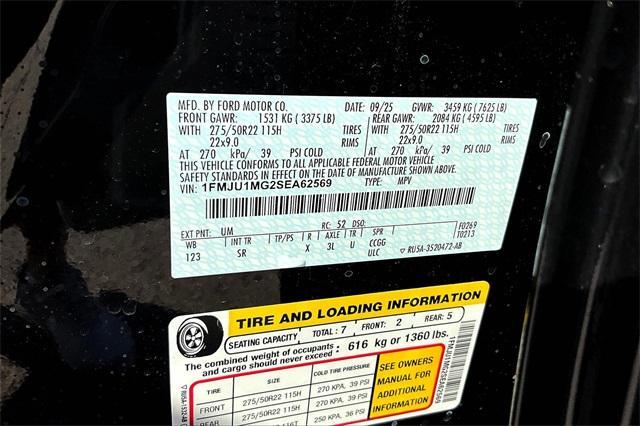 MFD. BY FORD MOTOR CO. DATE: 09/25 GVWR: 3459 KG (7625 LB)
FRONT GAWR: 1531 KG (3375 LB) REAR GAWR: 2084 KG (4595 LB)
WITH 275/50R22 115H TIRES WITH 275/50R22 115H TIRES
22x9.0 RIMS 22x9.0 RIMS
AT 270 kPa/ 39 PSI COLD AT 270 kPa/ 39 PSI COLD
THIS VEHICLE CONFORMS TO ALL APPLICABLE FEDERAL MOTOR VEHICLE
SAFETY STANDARDS IN EFFECT ON THE DATE OF MANUFACTURE SHOWN ABOVE.
VIN: 1FMJU1MG2SEA62569 TYPE: MPV
F0269
T0213
EXT PNT: UM RC: 52 DSO:
WB INT TR TP/PS R AXLE TR SPR
123 SR X 3L U CCGG
ULC ▽ RU5A-3520472-AB
TIRE AND LOADING INFORMATION
SEATING CAPACITY TOTAL: 7 FRONT: 2 REAR: 5
The combined weight of occupants and cargo should never exceed: 616 kg or 1360 lbs.
TIRE SIZE COLD TIRE PRESSURE
FRONT 275/50R22 115H 270 KPA, 39 PSI
REAR 275/50R22 115H 270 KPA, 39 PSI
250 KPA, 36 PSI
SEE OWNERS
MANUAL FOR
ADDITIONAL
INFORMATION
1FMJU1MG2SEA62569